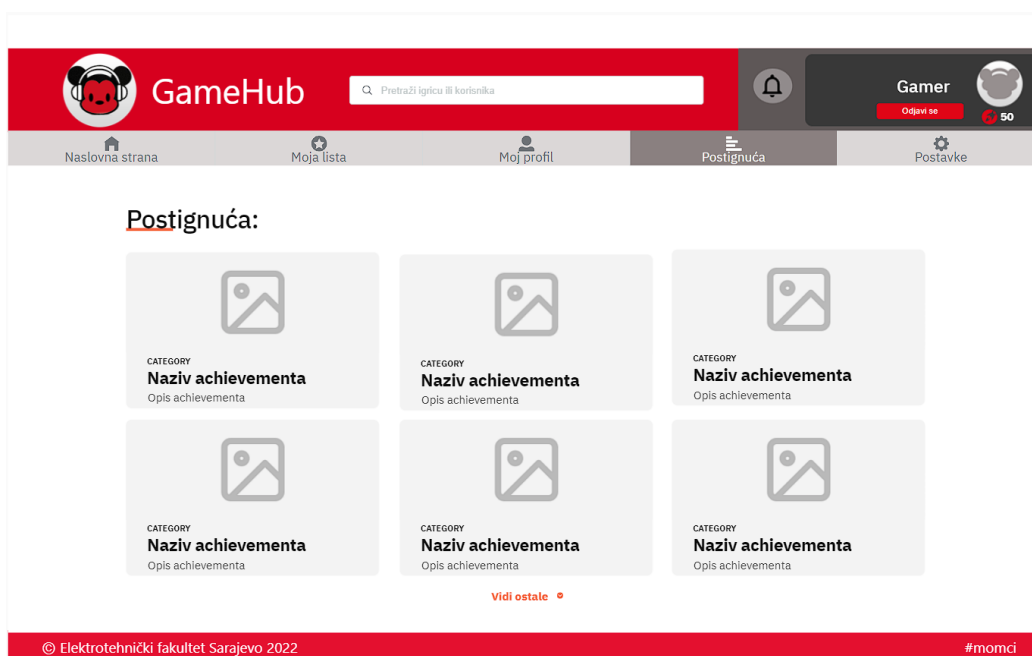 GameHub
Pretraži igricu ili korisnika
Gamer
Odjavi se
50
Naslovna strana
Moja lista
Moj profil
Postignuća
Postavke
Postignuća:
CATEGORY
Naziv achievementa
Opis achievementa
CATEGORY
Naziv achievementa
Opis achievementa
CATEGORY
Naziv achievementa
Opis achievementa
CATEGORY
Naziv achievementa
Opis achievementa
CATEGORY
Naziv achievementa
Opis achievementa
CATEGORY
Naziv achievementa
Opis achievementa
Vidi ostale
© Elektrotehnički fakultet Sarajevo 2022
#momci